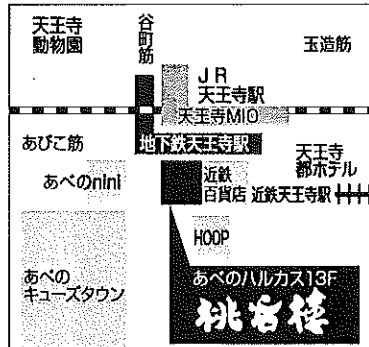 天王寺
動物園
谷町筋
玉造筋
JR
天王寺駅
天王寺MIO
あびこ筋
地下鉄天王寺駅
天王寺
都ホテル
あべのnini
近鉄
百貨店
近鉄天王寺駅
HOOP
あべの
キューズタウン
あべのハルカス13F
桃谷樓